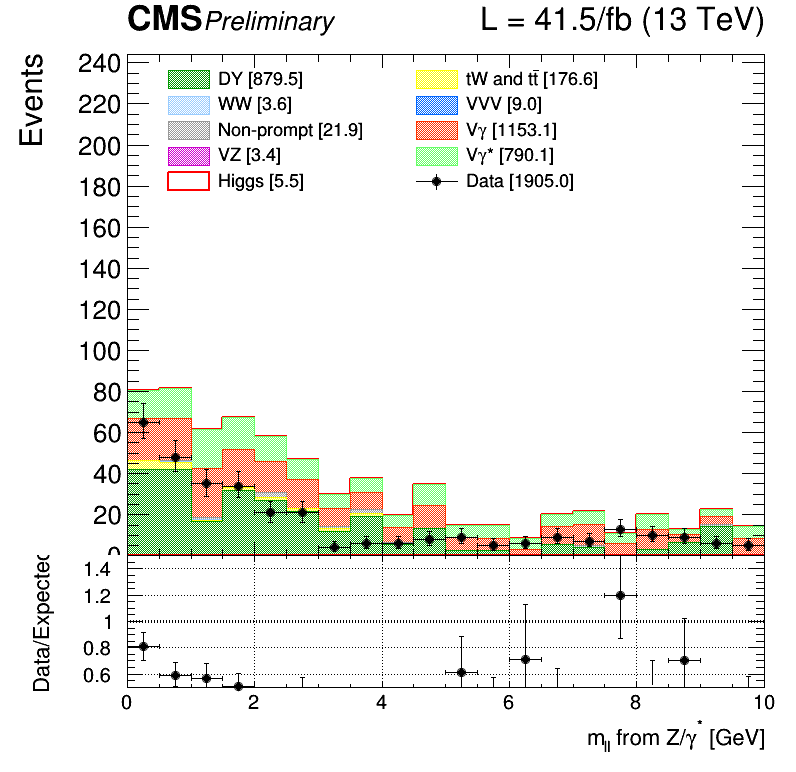 CMS Preliminary L = 41.5/fb (13 TeV)
Events
240
220
200
180
160
140
120
100
80
60
40
20
0
DY [879.5]
WW [3.6]
Non-prompt [21.9]
VZ [3.4]
Higgs [5.5]
tW and tt̄ [176.6]
VVV [9.0]
Vγ [1153.1]
Vγ* [790.1]
Data [1905.0]
Data/Expected
1.4
1.2
1
0.8
0.6
0 2 4 6 8 10
m_ll from Z/γ* [GeV]